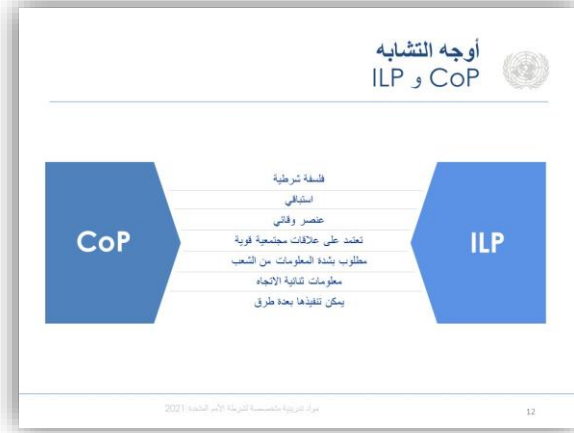 أوجه التشابه
CoP و ILP
CoP
فلسفة شرطية
استباقي
عنصر وقائي
تعتمد على علاقات مجتمعية قوية
مطلوب بشدة المعلومات من الشعب
معلومات ثنائية الاتجاه
يمكن تنفيذها بعدة طرق
ILP
مواد تدريبية متخصصة لشرطة الأمم المتحدة 2021
12